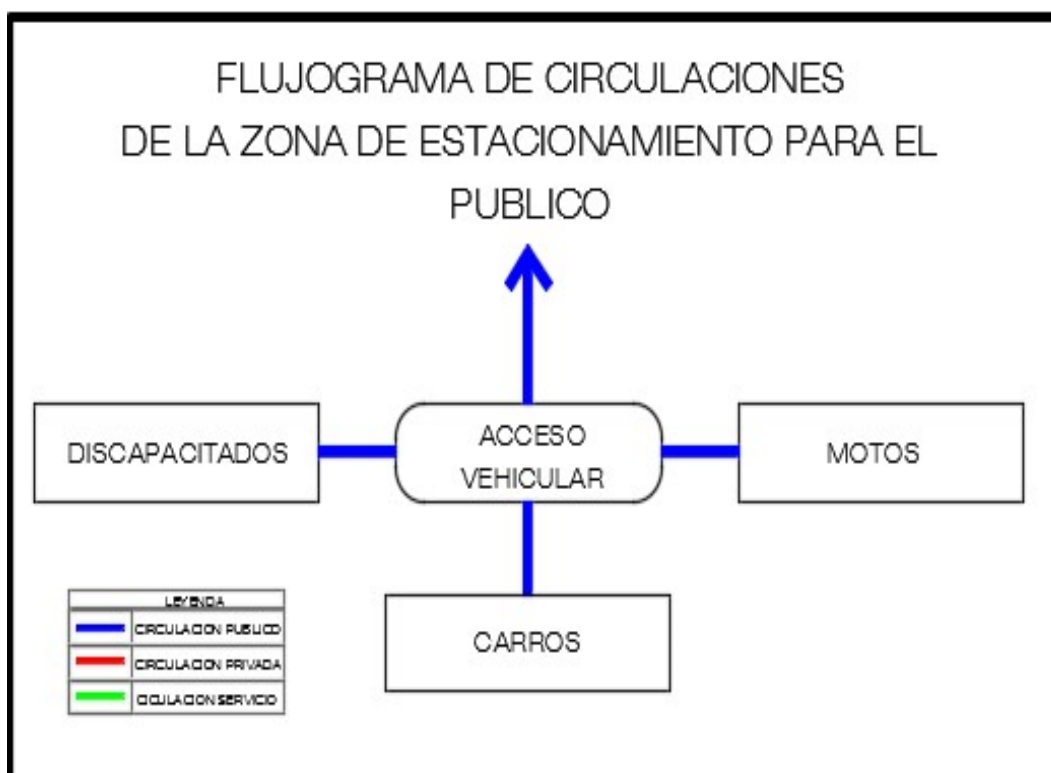 FLUJOGRAMA DE CIRCULACIONES
DE LA ZONA DE ESTACIONAMIENTO PARA EL
PUBLICO
DISCAPACITADOS
ACCESO
VEHICULAR
MOTOS
CARROS
LEYENDA
CIRCULACION PUBLICO
CIRCULACION PRIVADA
CICULACION SERVICIO